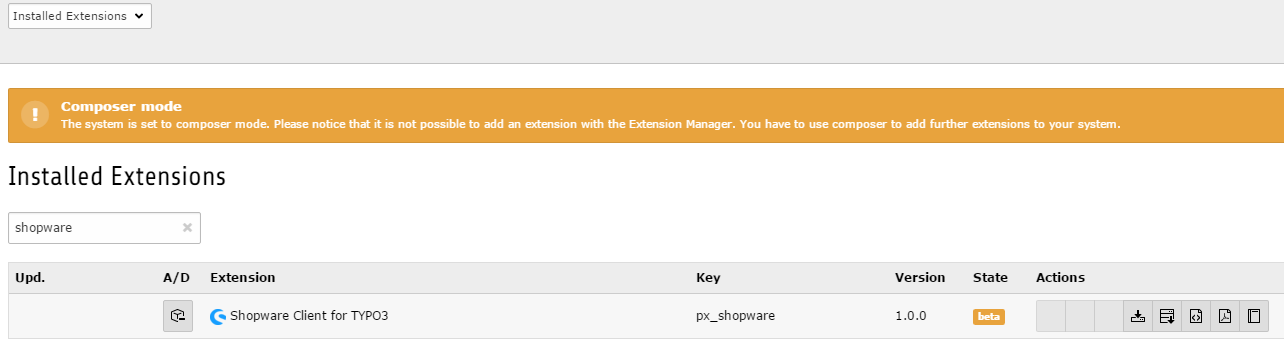 Installed Extensions
Composer mode
The system is set to composer mode. Please notice that it is not possible to add an extension with the Extension Manager. You have to use composer to add further extensions to your system.
Installed Extensions
shopware
Upd. A/D Extension Key Version State Actions
Shopware Client for TYPO3 px_shopware 1.0.0 beta